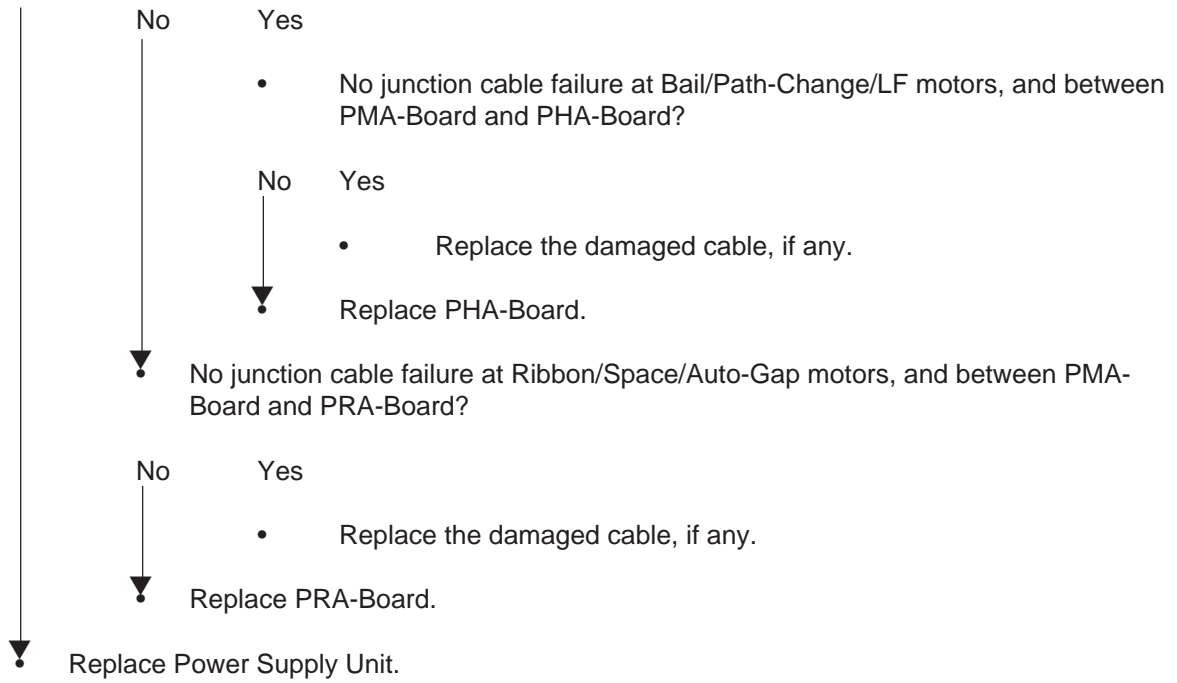 No Yes
• No junction cable failure at Bail/Path-Change/LF motors, and between
PMA-Board and PHA-Board?
No Yes
• Replace the damaged cable, if any.
• Replace PHA-Board.
• No junction cable failure at Ribbon/Space/Auto-Gap motors, and between PMA-
Board and PRA-Board?
No Yes
• Replace the damaged cable, if any.
• Replace PRA-Board.
• Replace Power Supply Unit.